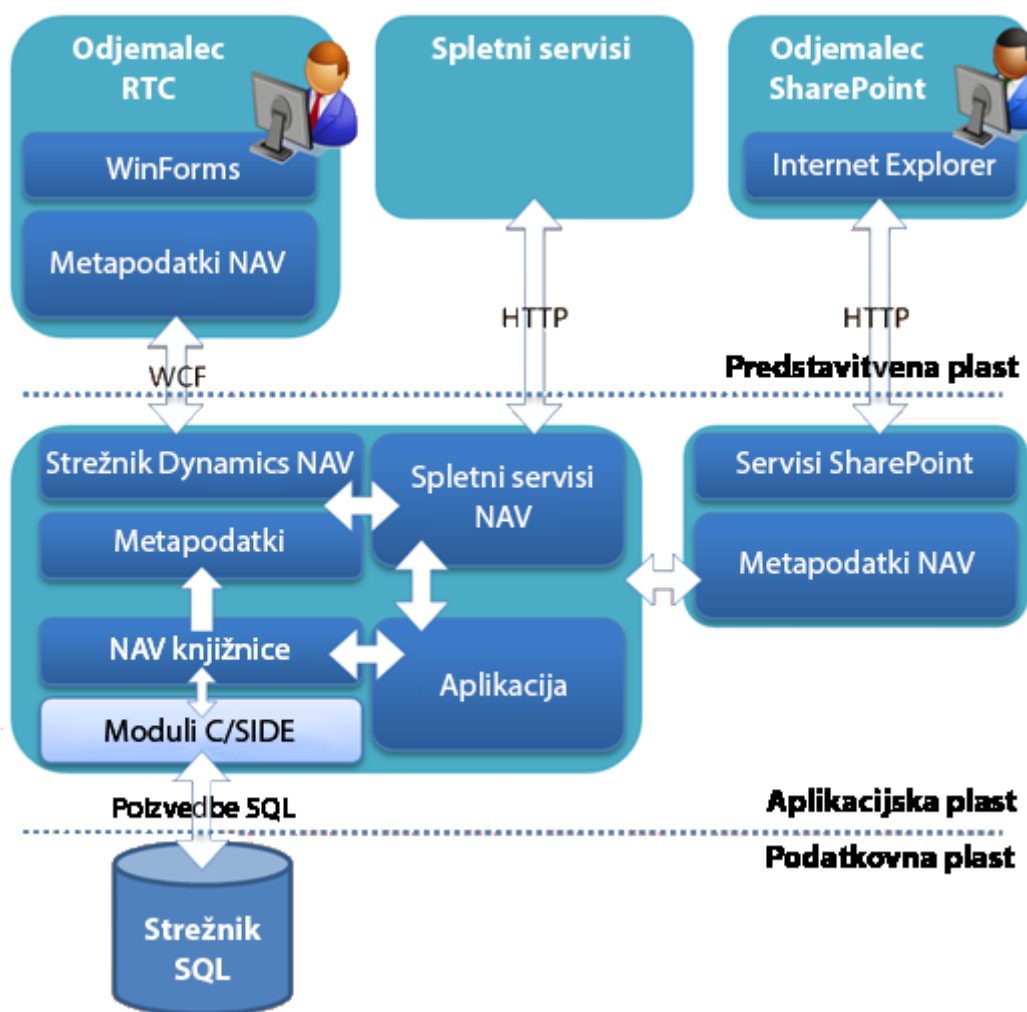 Odjemalec
RTC
WinForms
Metapodatki NAV
Spletni servisi
Odjemalec
SharePoint
Internet Explorer
WCF
HTTP
HTTP
Predstavitvena plast
Strežnik Dynamics NAV
Metapodatki
NAV knjižnice
Moduli C/SIDE
Spletni servisi
NAV
Aplikacija
Servisi SharePoint
Metapodatki NAV
Poizvedbe SQL
Aplikacijska plast
Podatkovna plast
Strežnik
SQL